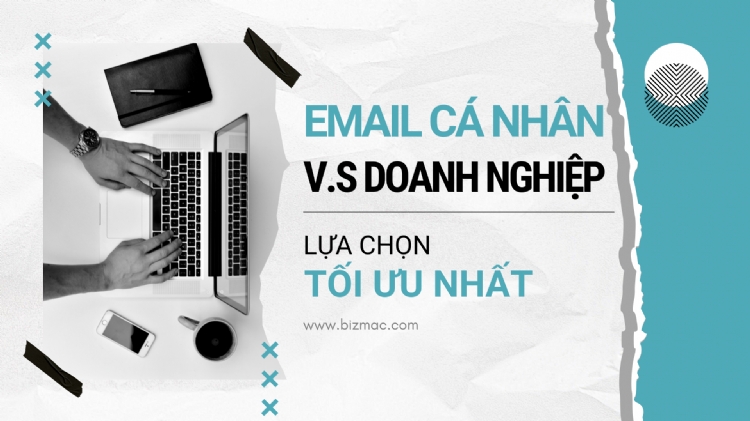 EMAIL CÁ NHÂN
V.S DOANH NGHIỆP
LỰA CHỌN
TỐI ƯU NHẤT
www.bizmac.com